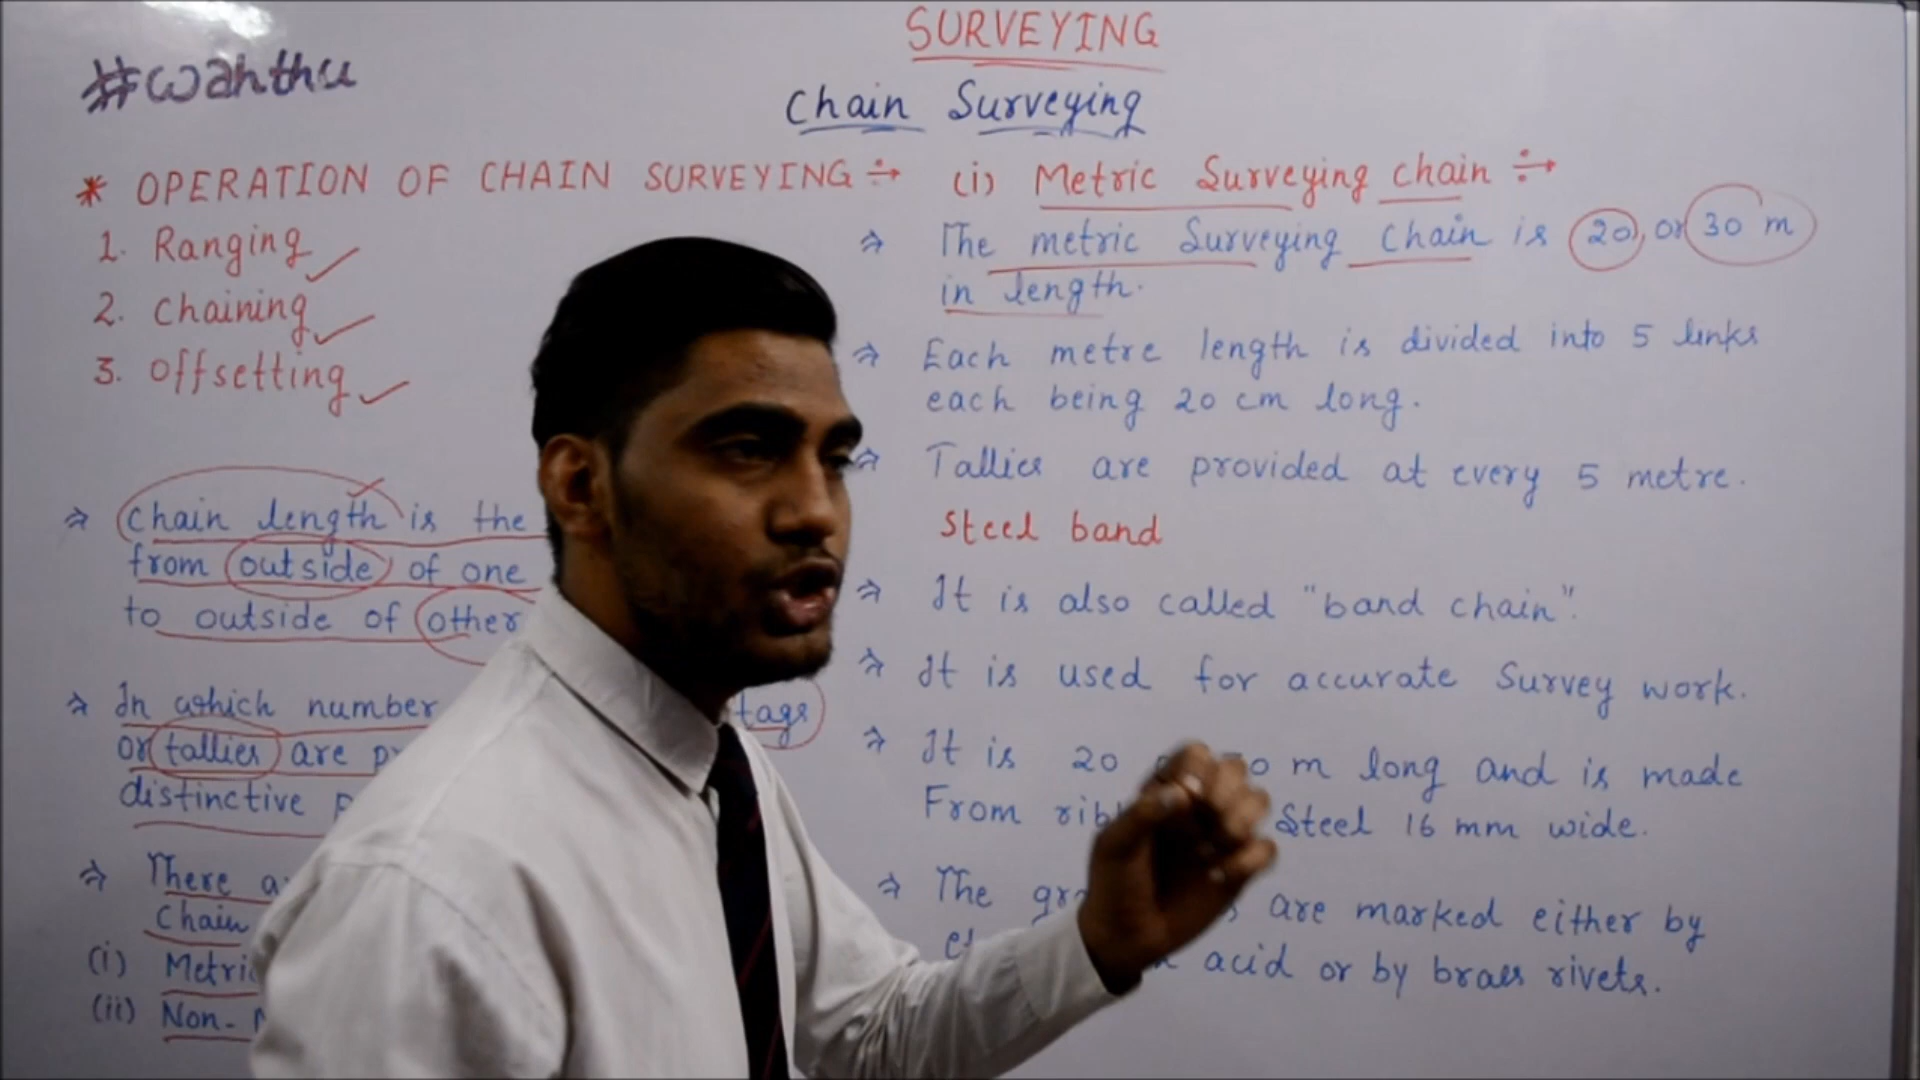 SURVEYING
#wahthu
Chain Surveying
* OPERATION OF CHAIN SURVEYING ÷→
1. Ranging
2. Chaining
3. Offsetting
⇒ Chain length is the
from outside of one
to outside of other
⇒ In which number tags
or tallies are
distinctive
⇒ There
Chain
(i) Metric
(ii) Non-
(i) Metric Surveying chain ÷→
⇒ The metric Surveying Chain is 20, or 30 m
in length.
⇒ Each metre length is divided into 5 links
each being 20 cm long.
⇒ Tallies are provided at every 5 metre.
Steel band
⇒ It is also called "band chain".
⇒ It is used for accurate Survey work.
⇒ It is 20 m long and is made
From Steel 16 mm wide.
⇒ The are marked either by
acid or by brass rivets.